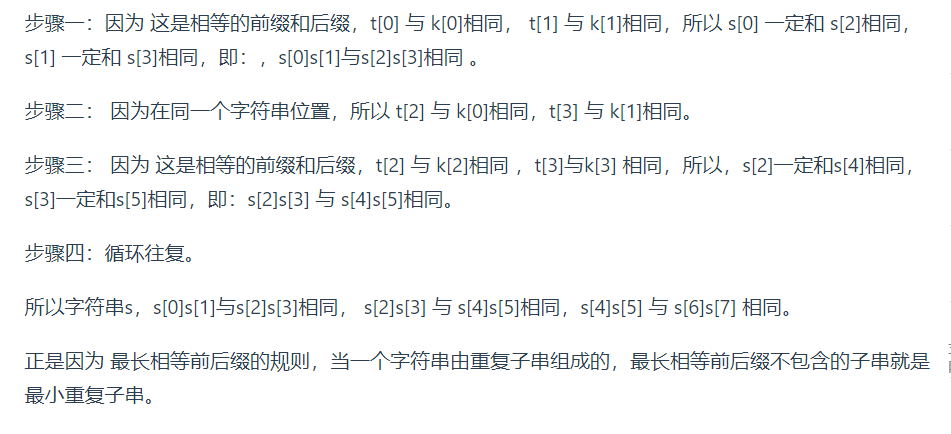 步骤一：因为 这是相等的前缀和后缀，t[0] 与 k[0]相同， t[1] 与 k[1]相同，所以 s[0] 一定和 s[2]相同，
s[1] 一定和 s[3]相同，即：，s[0]s[1]与s[2]s[3]相同 。
步骤二： 因为在同一个字符串位置，所以 t[2] 与 k[0]相同，t[3] 与 k[1]相同。
步骤三： 因为 这是相等的前缀和后缀，t[2] 与 k[2]相同 ，t[3]与k[3] 相同，所以，s[2]一定和s[4]相同，
s[3]一定和s[5]相同，即：s[2]s[3] 与 s[4]s[5]相同。
步骤四：循环往复。
所以字符串s，s[0]s[1]与s[2]s[3]相同， s[2]s[3] 与 s[4]s[5]相同，s[4]s[5] 与 s[6]s[7] 相同。
正是因为 最长相等前后缀的规则，当一个字符串由重复子串组成的，最长相等前后缀不包含的子串就是
最小重复子串。